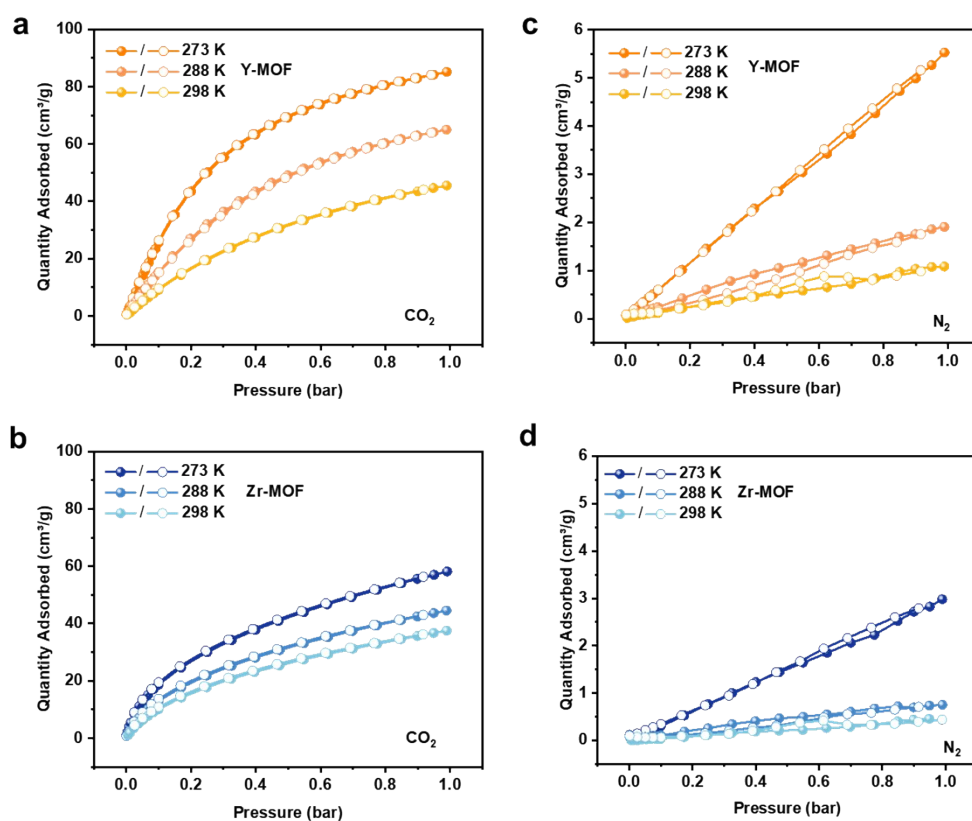 a
100
80
60
40
20
0
Quantity Adsorbed (cm³/g)
/ 273 K
/ 288 K
/ 298 K
Y-MOF
CO₂
0.0 0.2 0.4 0.6 0.8 1.0
Pressure (bar)
c
6
5
4
3
2
1
0
Quantity Adsorbed (cm³/g)
/ 273 K
/ 288 K
/ 298 K
Y-MOF
N₂
0.0 0.2 0.4 0.6 0.8 1.0
Pressure (bar)
b
100
80
60
40
20
0
Quantity Adsorbed (cm³/g)
/ 273 K
/ 288 K
/ 298 K
Zr-MOF
CO₂
0.0 0.2 0.4 0.6 0.8 1.0
Pressure (bar)
d
6
5
4
3
2
1
0
Quantity Adsorbed (cm³/g)
/ 273 K
/ 288 K
/ 298 K
Zr-MOF
N₂
0.0 0.2 0.4 0.6 0.8 1.0
Pressure (bar)